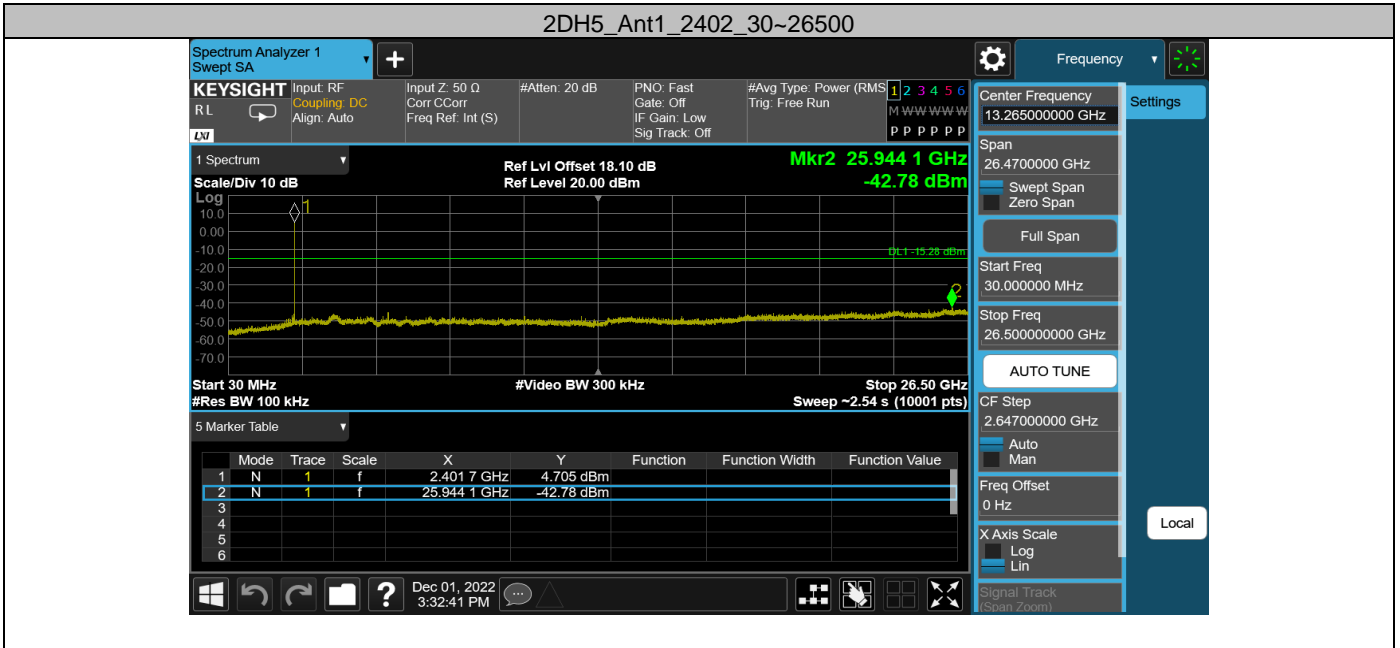 2DH5_Ant1_2402_30~26500
Spectrum Analyzer 1
Swept SA
Frequency
KEYSIGHT
RL
LXI
Input: RF
Coupling: DC
Align: Auto
Input Z: 50 Ω
Corr CCorr
Freq Ref: Int (S)
#Atten: 20 dB
PNO: Fast
Gate: Off
IF Gain: Low
Sig Track: Off
#Avg Type: Power (RMS
Trig: Free Run
1 2 3 4 5 6
M W W W W W
P P P P P P
1 Spectrum
Scale/Div 10 dB
Ref Lvl Offset 18.10 dB
Ref Level 20.00 dBm
Mkr2 25.944 1 GHz
-42.78 dBm
Log
10.0
0.00
-10.0
-20.0
-30.0
-40.0
-50.0
-60.0
-70.0
1
DL1 -15.28 dBm
2
Start 30 MHz
#Video BW 300 kHz
Stop 26.50 GHz
#Res BW 100 kHz
Sweep ~2.54 s (10001 pts)
5 Marker Table
Mode Trace Scale X Y Function Function Width Function Value
1 N 1 f 2.401 7 GHz 4.705 dBm
2 N 1 f 25.944 1 GHz -42.78 dBm
3
4
5
6
?
Dec 01, 2022
3:32:41 PM
Center Frequency
13.265000000 GHz
Settings
Span
26.4700000 GHz
Swept Span
Zero Span
Full Span
Start Freq
30.000000 MHz
Stop Freq
26.500000000 GHz
AUTO TUNE
CF Step
2.647000000 GHz
Auto
Man
Freq Offset
0 Hz
Local
X Axis Scale
Log
Lin
Signal Track
(Span Zoom)